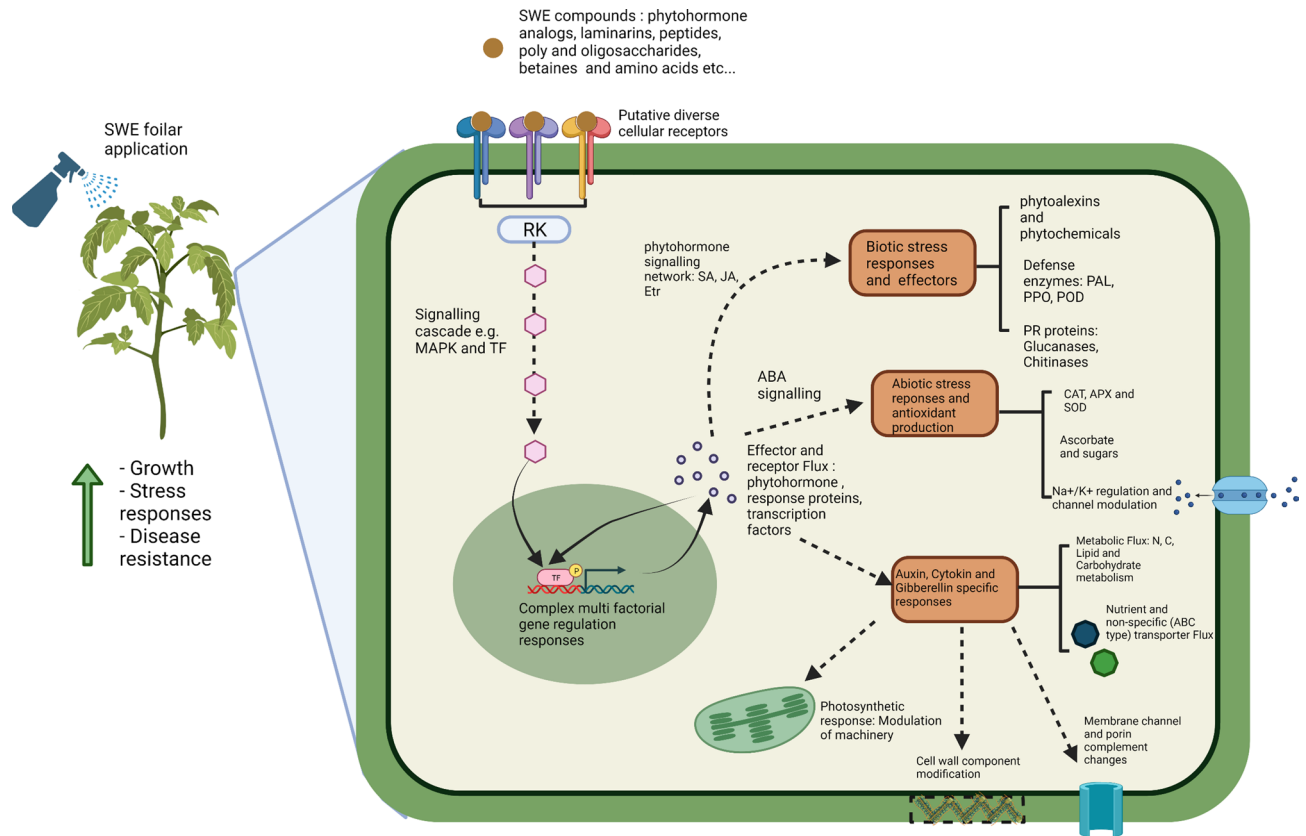 SWE compounds : phytohormone
analogs, laminarins, peptides,
poly and oligosaccharides,
betaines and amino acids etc...
Putative diverse
cellular receptors
SWE foilar
application
RK
Signalling
cascade e.g.
MAPK and TF
- Growth
- Stress
responses
- Disease
resistance
phytohormone
signalling
network: SA, JA,
Etr
Biotic stress
responses
and effectors
phytoalexins
and
phytochemicals
Defense
enzymes: PAL,
PPO, POD
PR proteins:
Glucanases,
Chitinases
ABA
signalling
Abiotic stress
reponses and
antioxidant
production
CAT, APX and
SOD
Ascorbate
and sugars
Na+/K+ regulation and
channel modulation
Effector and
receptor Flux :
phytohormone ,
response proteins,
transcription
factors
TF
P
Complex multi factorial
gene regulation
responses
Auxin, Cytokin and
Gibberellin specific
responses
Metabolic Flux: N, C,
Lipid and
Carbohydrate
metabolism
Nutrient and
non-specific (ABC
type) transporter Flux
Photosynthetic
response: Modulation
of machinery
Cell wall component
modification
Membrane channel
and porin
complement
changes